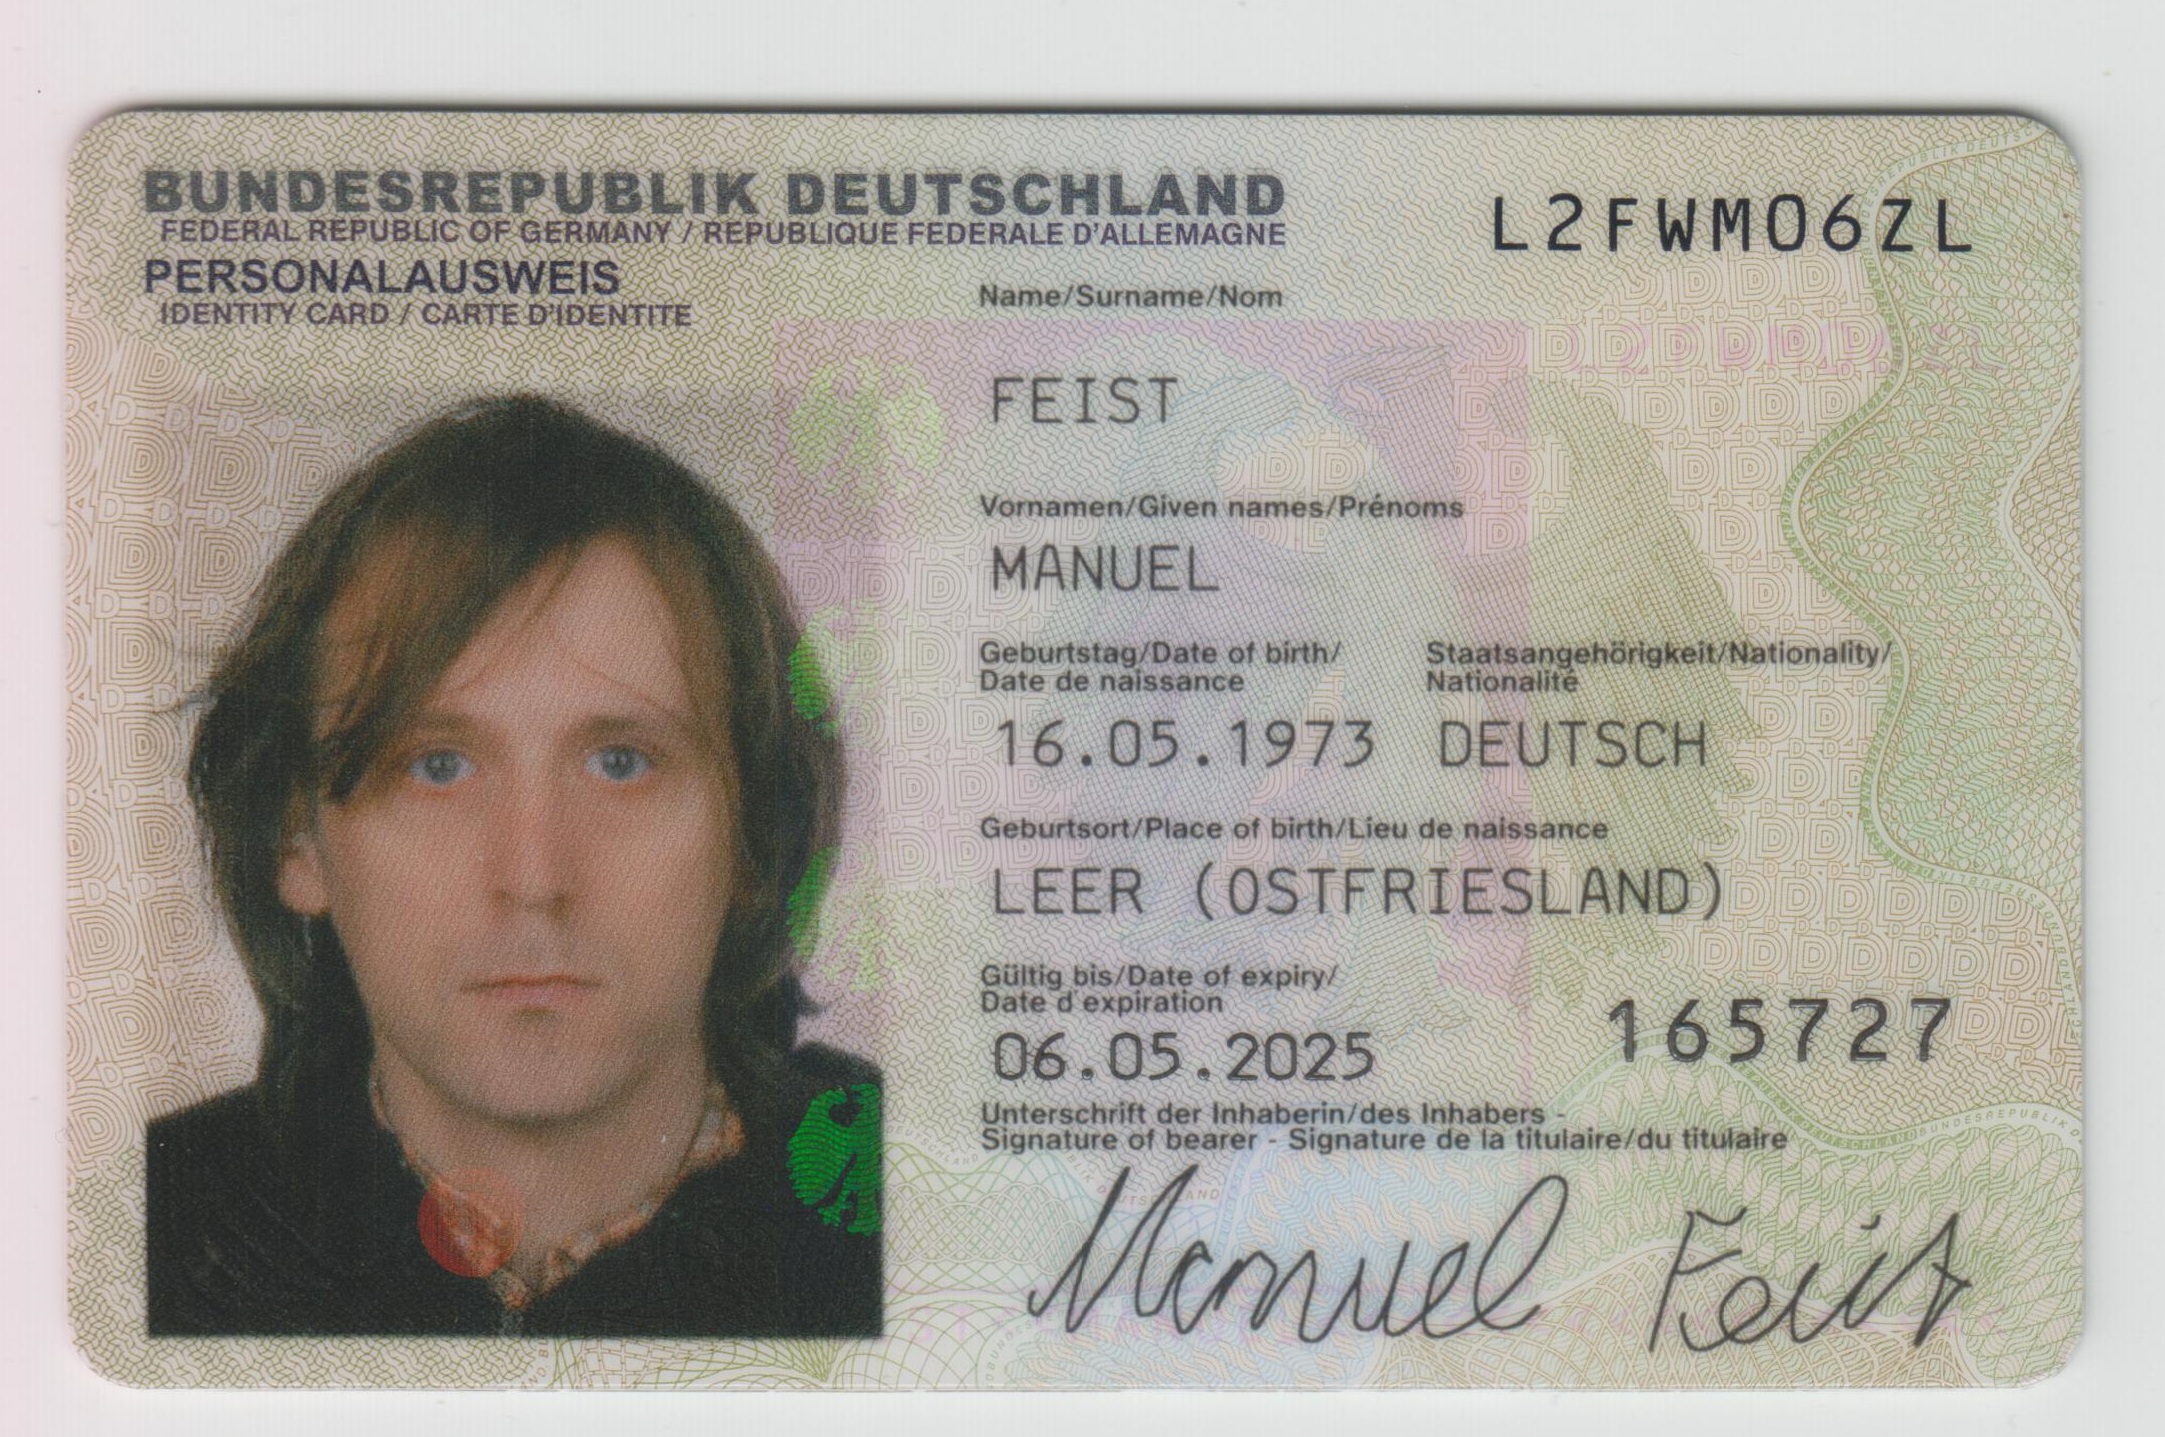 BUNDESREPUBLIK DEUTSCHLAND
FEDERAL REPUBLIC OF GERMANY / REPUBLIQUE FEDERALE D'ALLEMAGNE
PERSONALAUSWEIS
IDENTITY CARD / CARTE D'IDENTITE
L2FWM06ZL
Name/Surname/Nom
FEIST
Vornamen/Given names/Prénoms
MANUEL
Geburtstag/Date of birth/
Date de naissance
16.05.1973
Staatsangehörigkeit/Nationality/
Nationalité
DEUTSCH
Geburtsort/Place of birth/Lieu de naissance
LEER (OSTFRIESLAND)
Gültig bis/Date of expiry/
Date d'expiration
06.05.2025
165727
Unterschrift der Inhaberin/des Inhabers -
Signature of bearer - Signature de la titulaire/du titulaire
Manuel Feist